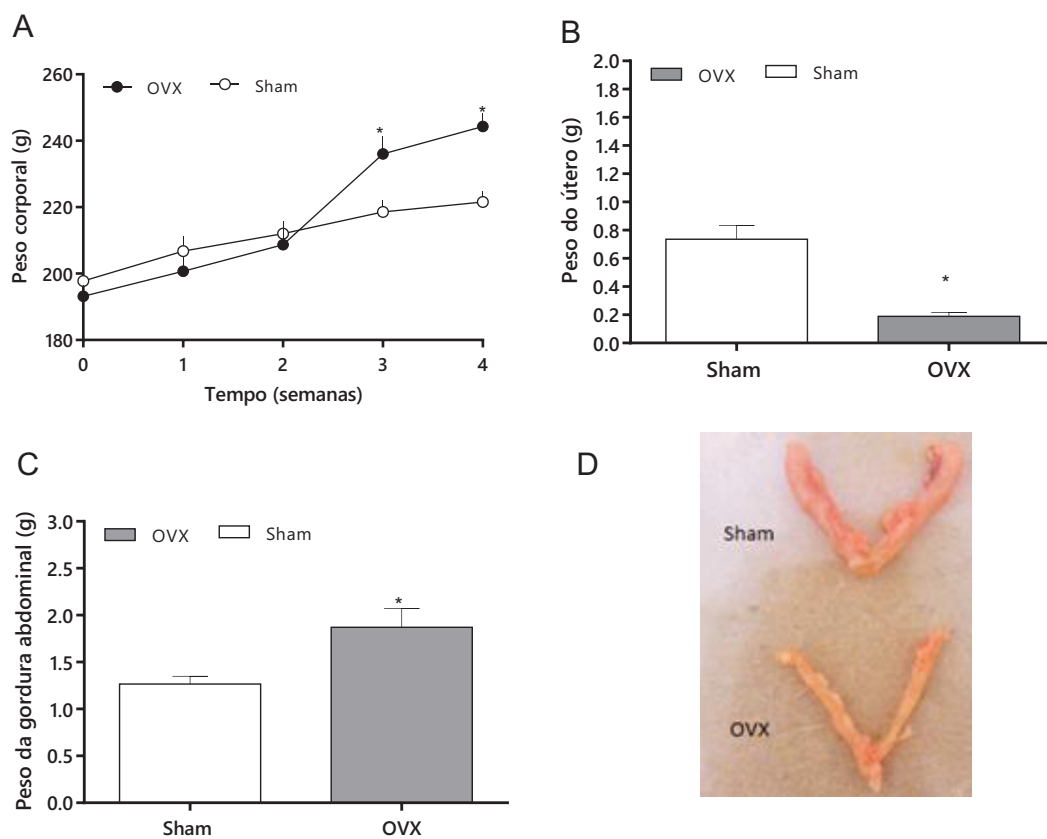 A
OVX Sham
Peso corporal (g)
260
240
220
200
180
* *
0 1 2 3 4
Tempo (semanas)
B
OVX Sham
Peso do útero (g)
2.0
1.8
1.6
1.4
1.2
1.0
0.8
0.6
0.4
0.2
0.0
*
Sham OVX
C
OVX Sham
Peso da gordura abdominal (g)
3.0
2.5
2.0
1.5
1.0
0.5
0.0
*
Sham OVX
D
Sham
OVX